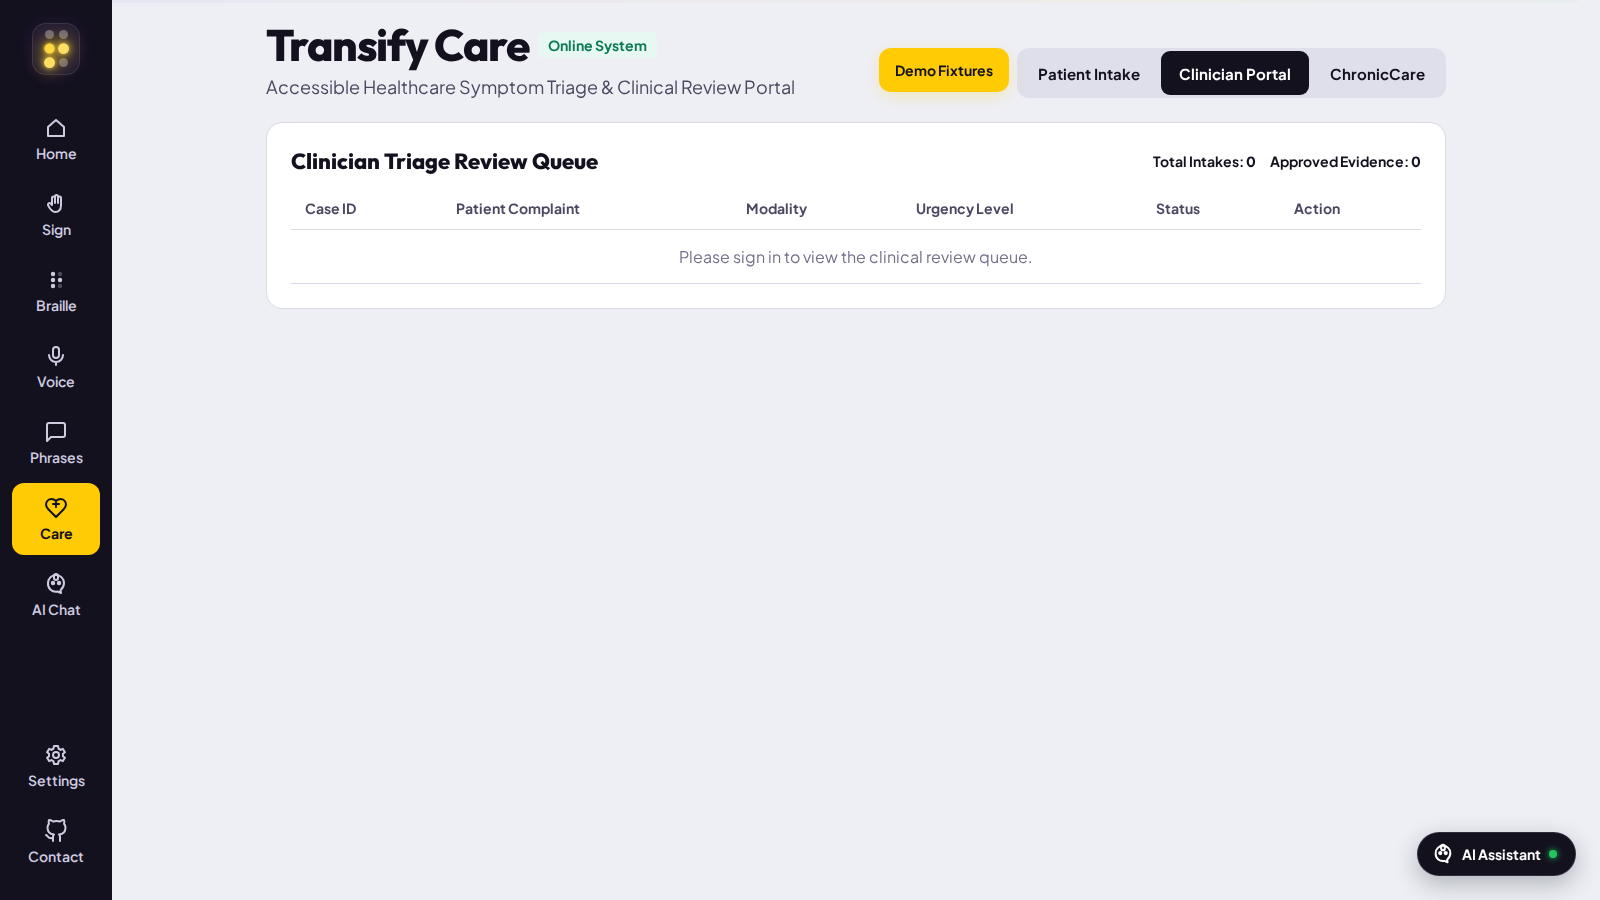 Home
Sign
Braille
Voice
Phrases
Care
AI Chat
Settings
Contact
Transify Care
Online System
Accessible Healthcare Symptom Triage & Clinical Review Portal
Demo Fixtures
Patient Intake
Clinician Portal
ChronicCare
Clinician Triage Review Queue
Total Intakes: 0 Approved Evidence: 0
Case ID Patient Complaint Modality Urgency Level Status Action
Please sign in to view the clinical review queue.
AI Assistant